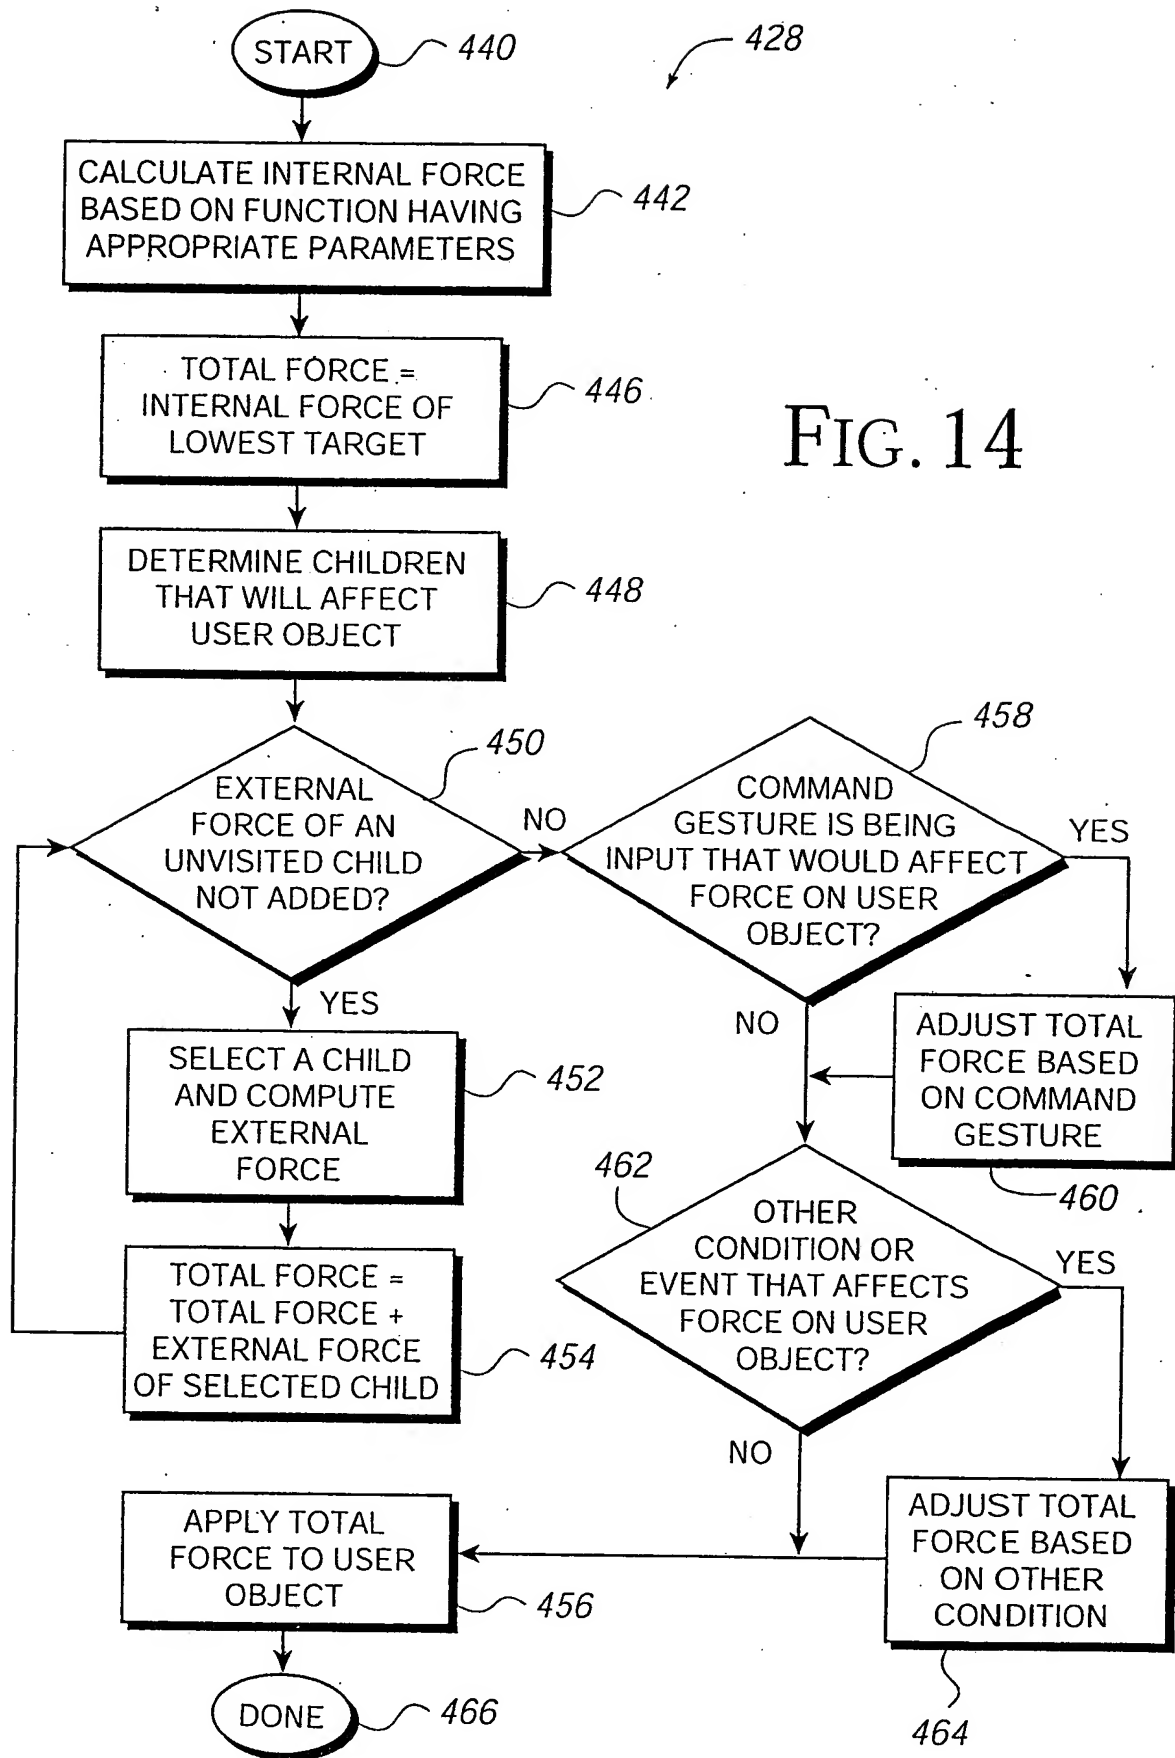 START
440
428
CALCULATE INTERNAL FORCE
BASED ON FUNCTION HAVING
APPROPRIATE PARAMETERS
442
TOTAL FORCE =
INTERNAL FORCE OF
LOWEST TARGET
446
FIG. 14
DETERMINE CHILDREN
THAT WILL AFFECT
USER OBJECT
448
EXTERNAL
FORCE OF AN
UNVISITED CHILD
NOT ADDED?
450
NO
YES
COMMAND
GESTURE IS BEING
INPUT THAT WOULD AFFECT
FORCE ON USER
OBJECT?
458
YES
NO
SELECT A CHILD
AND COMPUTE
EXTERNAL
FORCE
452
ADJUST TOTAL
FORCE BASED
ON COMMAND
GESTURE
460
TOTAL FORCE =
TOTAL FORCE +
EXTERNAL FORCE
OF SELECTED CHILD
454
462
OTHER
CONDITION OR
EVENT THAT AFFECTS
FORCE ON USER
OBJECT?
YES
NO
APPLY TOTAL
FORCE TO USER
OBJECT
456
ADJUST TOTAL
FORCE BASED
ON OTHER
CONDITION
464
DONE
466